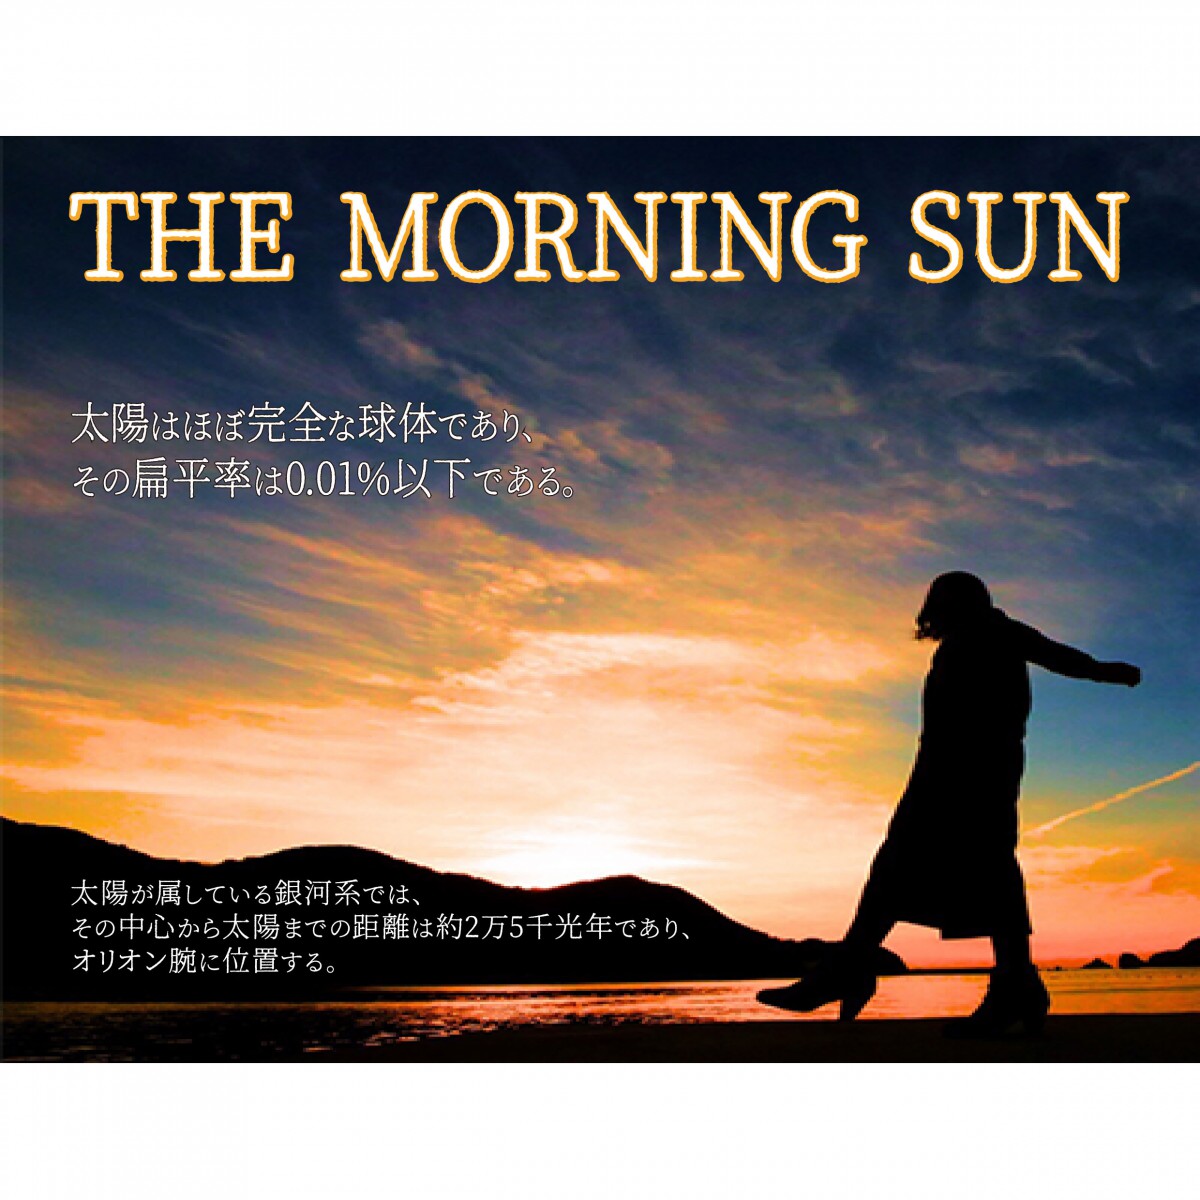 THE MORNING SUN
太陽はほぼ完全な球体であり、
その扁平率は0.01%以下である。
太陽が属している銀河系では、
その中心から太陽までの距離は約2万5千光年であり、
オリオン腕に位置する。